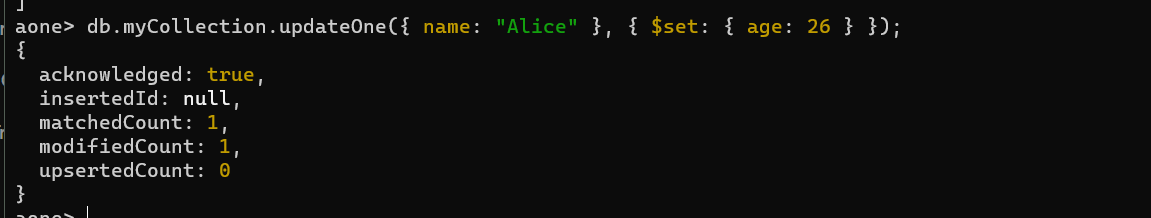 ]
aone> db.myCollection.updateOne({ name: "Alice" }, { $set: { age: 26 } });
{
  acknowledged: true,
  insertedId: null,
  matchedCount: 1,
  modifiedCount: 1,
  upsertedCount: 0
}
aone>